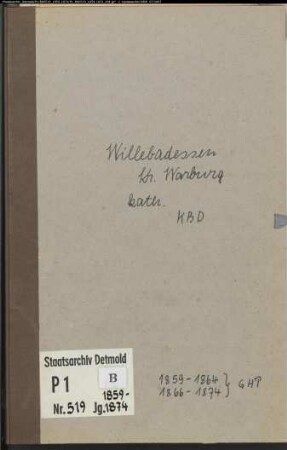 Willebadessen
Kr. Warburg
kath.
KBD
Staatsarchiv Detmold
P 1
B
1859-
Nr. 519 Jg. 1874
1859-1864 }
1866-1874 } GHP